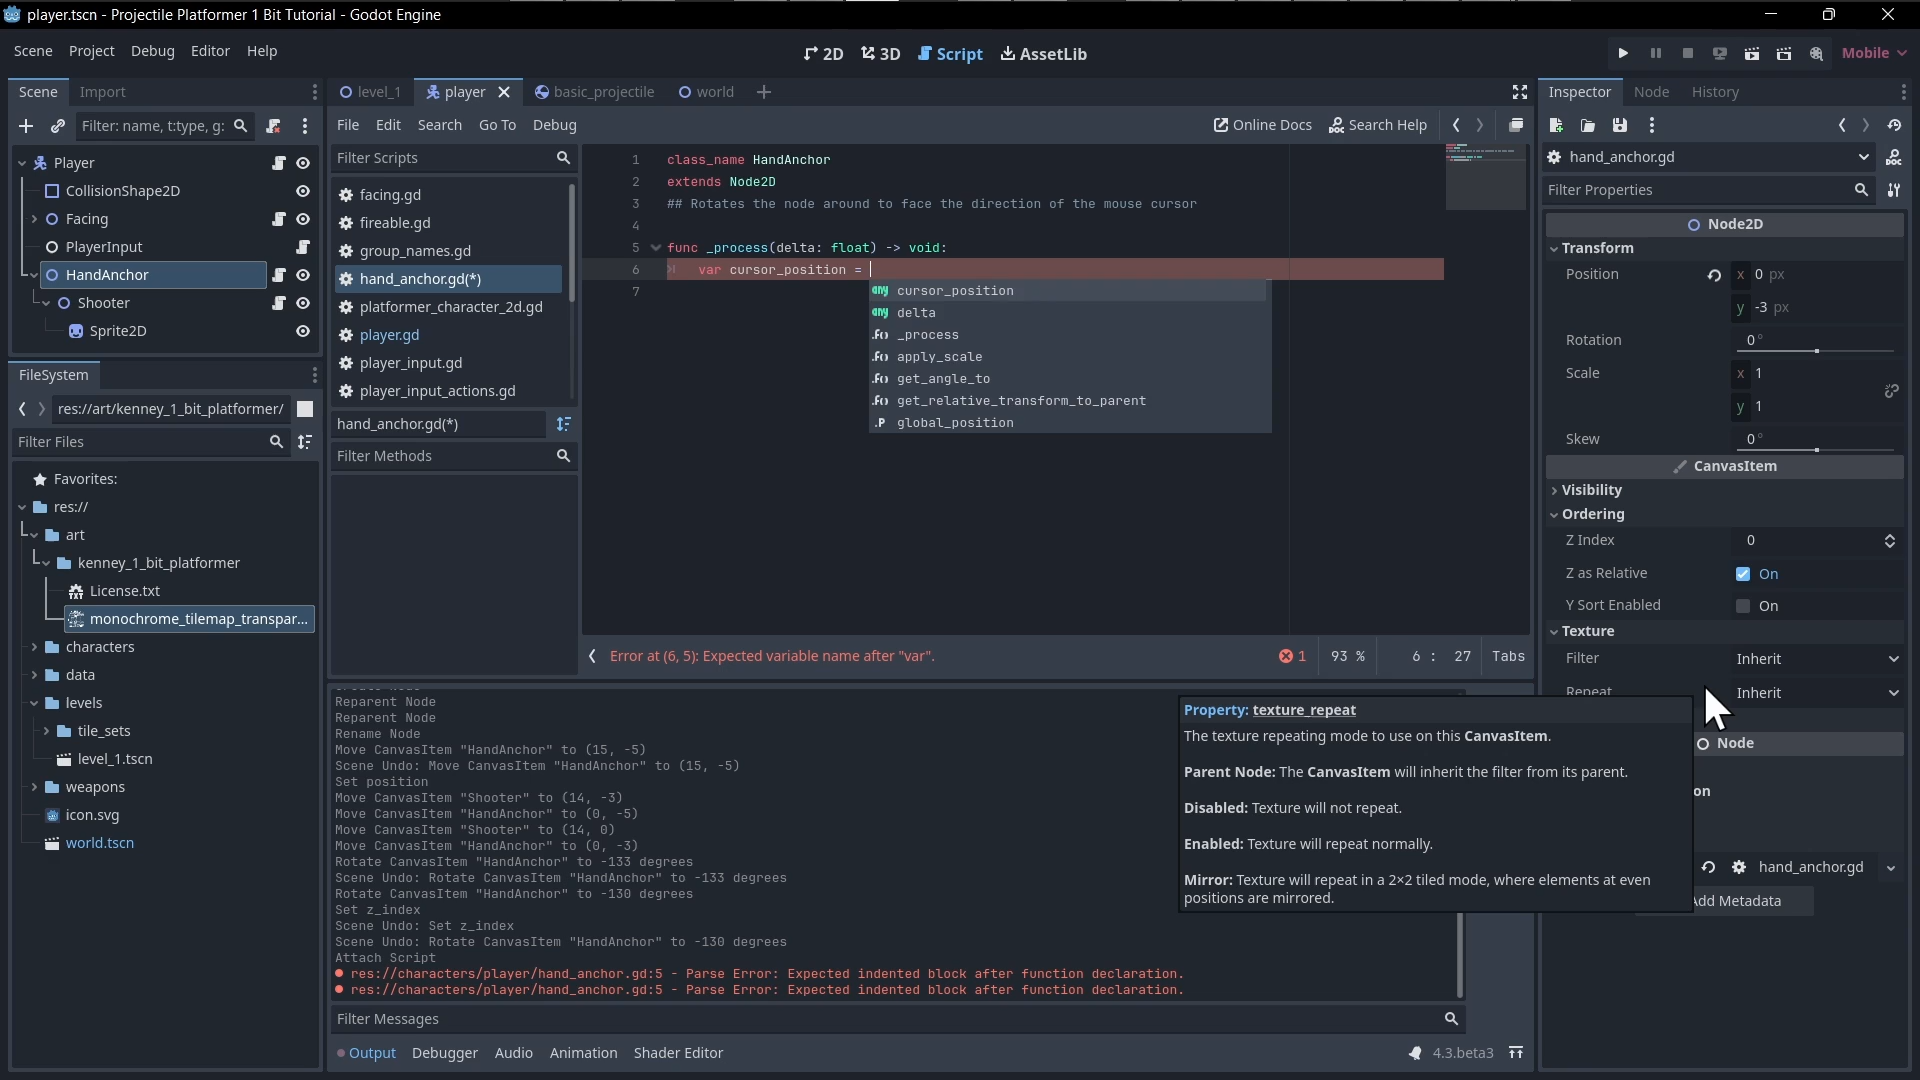 player.tscn - Projectile Platformer 1 Bit Tutorial - Godot Engine
Scene Project Debug Editor Help
2D 3D Script AssetLib
Mobile
Scene Import
Filter: name, t:type, g:
Player
CollisionShape2D
Facing
PlayerInput
HandAnchor
Shooter
Sprite2D
FileSystem
res://art/kenney_1_bit_platformer/
Filter Files
Favorites:
res://
art
kenney_1_bit_platformer
License.txt
monochrome_tilemap_transpar...
characters
data
levels
tile_sets
level_1.tscn
weapons
icon.svg
world.tscn
level_1 player basic_projectile world
File Edit Search Go To Debug
Online Docs Search Help
Filter Scripts
facing.gd
fireable.gd
group_names.gd
hand_anchor.gd(*)
platformer_character_2d.gd
player.gd
player_input.gd
player_input_actions.gd
hand_anchor.gd(*)
Filter Methods
1 class_name HandAnchor
2 extends Node2D
3 ## Rotates the node around to face the direction of the mouse cursor
4
5 func _process(delta: float) -> void:
6 var cursor_position =
7
cursor_position
delta
_process
apply_scale
get_angle_to
get_relative_transform_to_parent
global_position
Error at (6, 5): Expected variable name after "var".
1 93 % 6 : 27 Tabs
Reparent Node
Reparent Node
Rename Node
Move CanvasItem "HandAnchor" to (15, -5)
Scene Undo: Move CanvasItem "HandAnchor" to (15, -5)
Set position
Move CanvasItem "Shooter" to (14, -3)
Move CanvasItem "HandAnchor" to (0, -5)
Move CanvasItem "Shooter" to (14, 0)
Move CanvasItem "HandAnchor" to (0, -3)
Rotate CanvasItem "HandAnchor" to -133 degrees
Scene Undo: Rotate CanvasItem "HandAnchor" to -133 degrees
Rotate CanvasItem "HandAnchor" to -130 degrees
Set z_index
Scene Undo: Set z_index
Scene Undo: Rotate CanvasItem "HandAnchor" to -130 degrees
Attach Script
res://characters/player/hand_anchor.gd:5 - Parse Error: Expected indented block after function declaration.
res://characters/player/hand_anchor.gd:5 - Parse Error: Expected indented block after function declaration.
Filter Messages
Output Debugger Audio Animation Shader Editor
4.3.beta3
Inspector Node History
hand_anchor.gd
Filter Properties
Node2D
Transform
Position x 0 px
y -3 px
Rotation 0°
Scale x 1
y 1
Skew 0°
CanvasItem
Visibility
Ordering
Z Index 0
Z as Relative On
Y Sort Enabled On
Texture
Filter Inherit
Repeat Inherit
Node
on
hand_anchor.gd
Add Metadata
Property: texture_repeat
The texture repeating mode to use on this CanvasItem.
Parent Node: The CanvasItem will inherit the filter from its parent.
Disabled: Texture will not repeat.
Enabled: Texture will repeat normally.
Mirror: Texture will repeat in a 2×2 tiled mode, where elements at even
positions are mirrored.